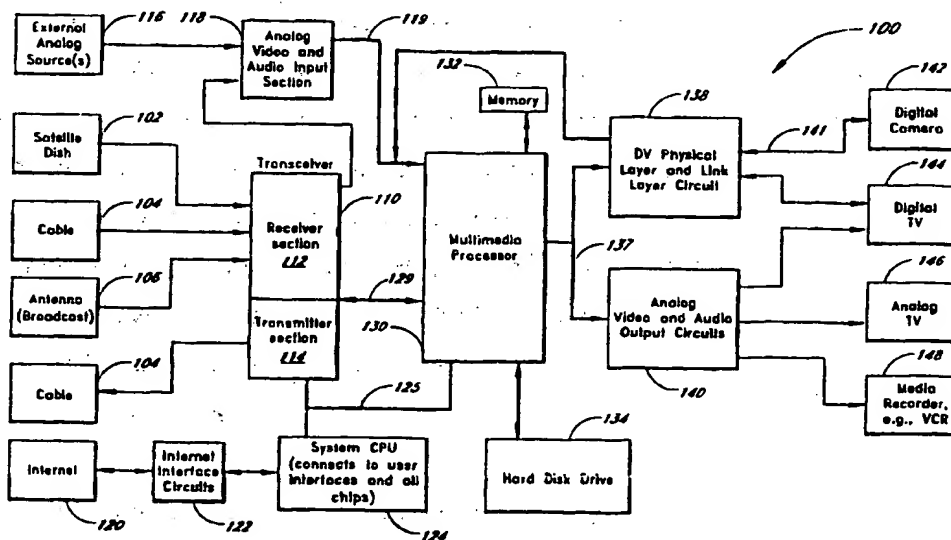 External
Analog
Source(s)
116
118
Analog
Video and
Audio Input
Section
119
100
132
Memory
138
DV Physical
Layer and Link
Layer Circuit
141
142
Digital
Camera
Satellite
Dish
102
Transceiver
144
Digital
TV
Cable
104
Receiver
section
112
110
Multimedia
Processor
137
Antenna
(Broadcast)
106
129
146
Analog
TV
Transmitter
section
114
130
Analog
Video and Audio
Output Circuits
140
Cable
104
125
148
Media
Recorder,
e.g., VCR
134
Hard Disk Drive
Internet
120
Internet
Interface
Circuits
122
System CPU
(connects to user
interfaces and all
chips)
124